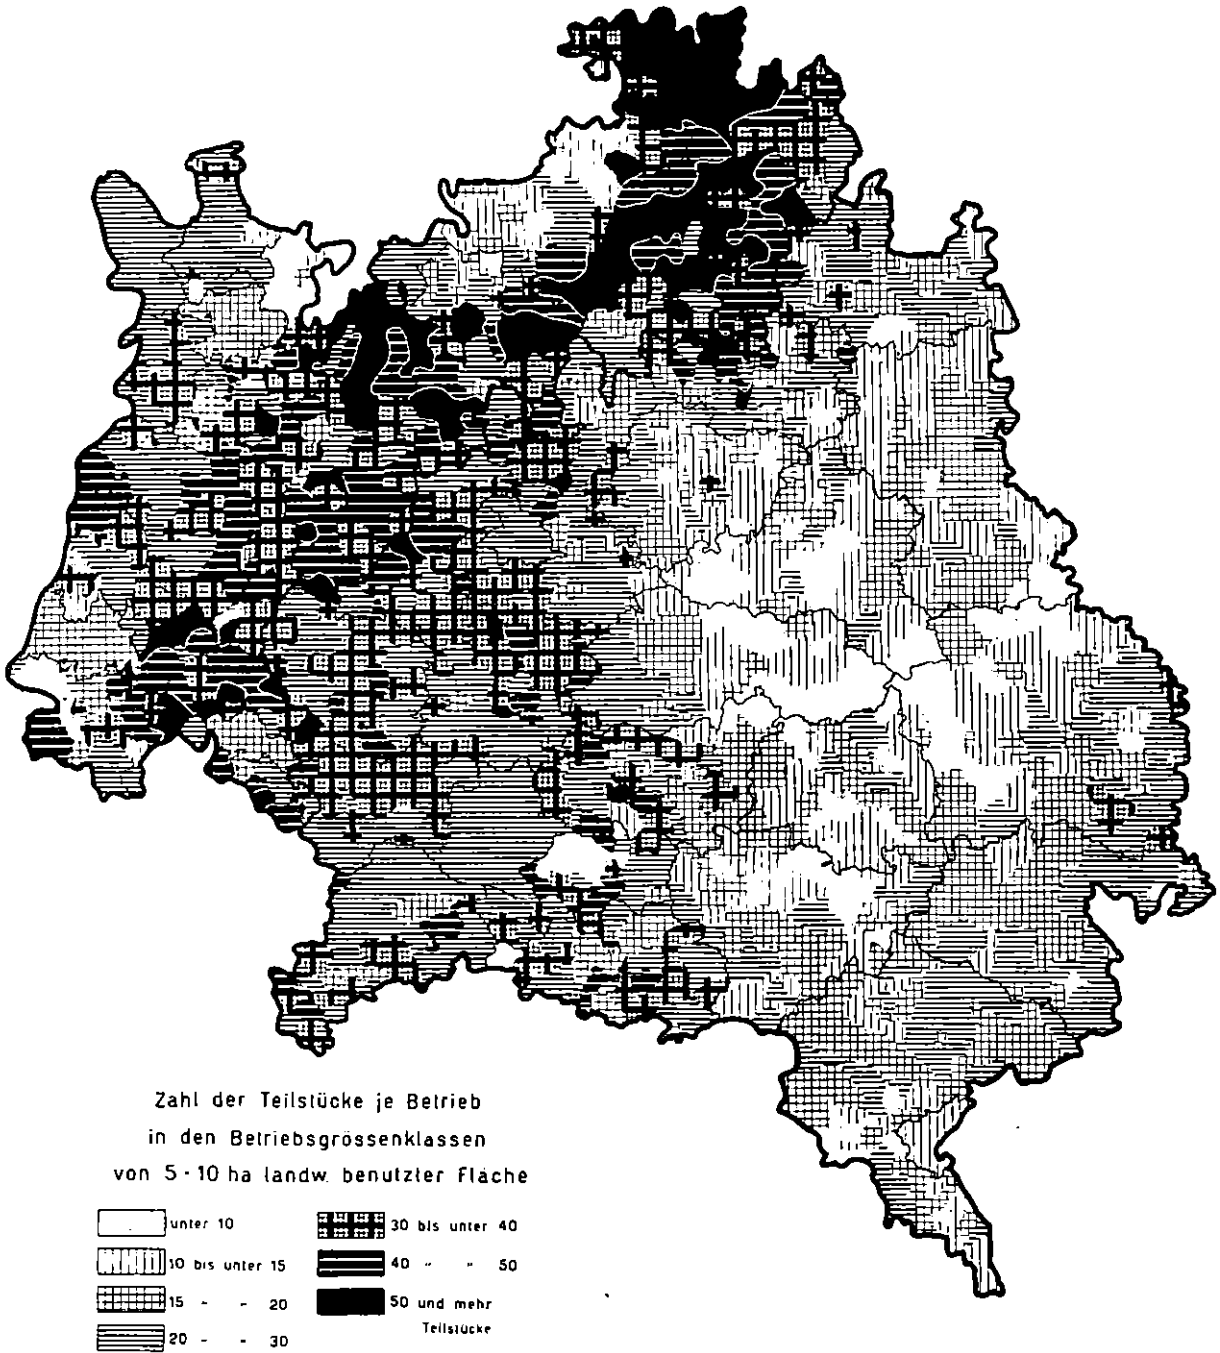 Zahl der Teilstücke je Betrieb
in den Betriebsgrössenklassen
von 5-10 ha landw. benutzter Fläche
unter 10
10 bis unter 15
15 - - 20
20 - - 30
30 bis unter 40
40 " " 50
50 und mehr
Teilstücke